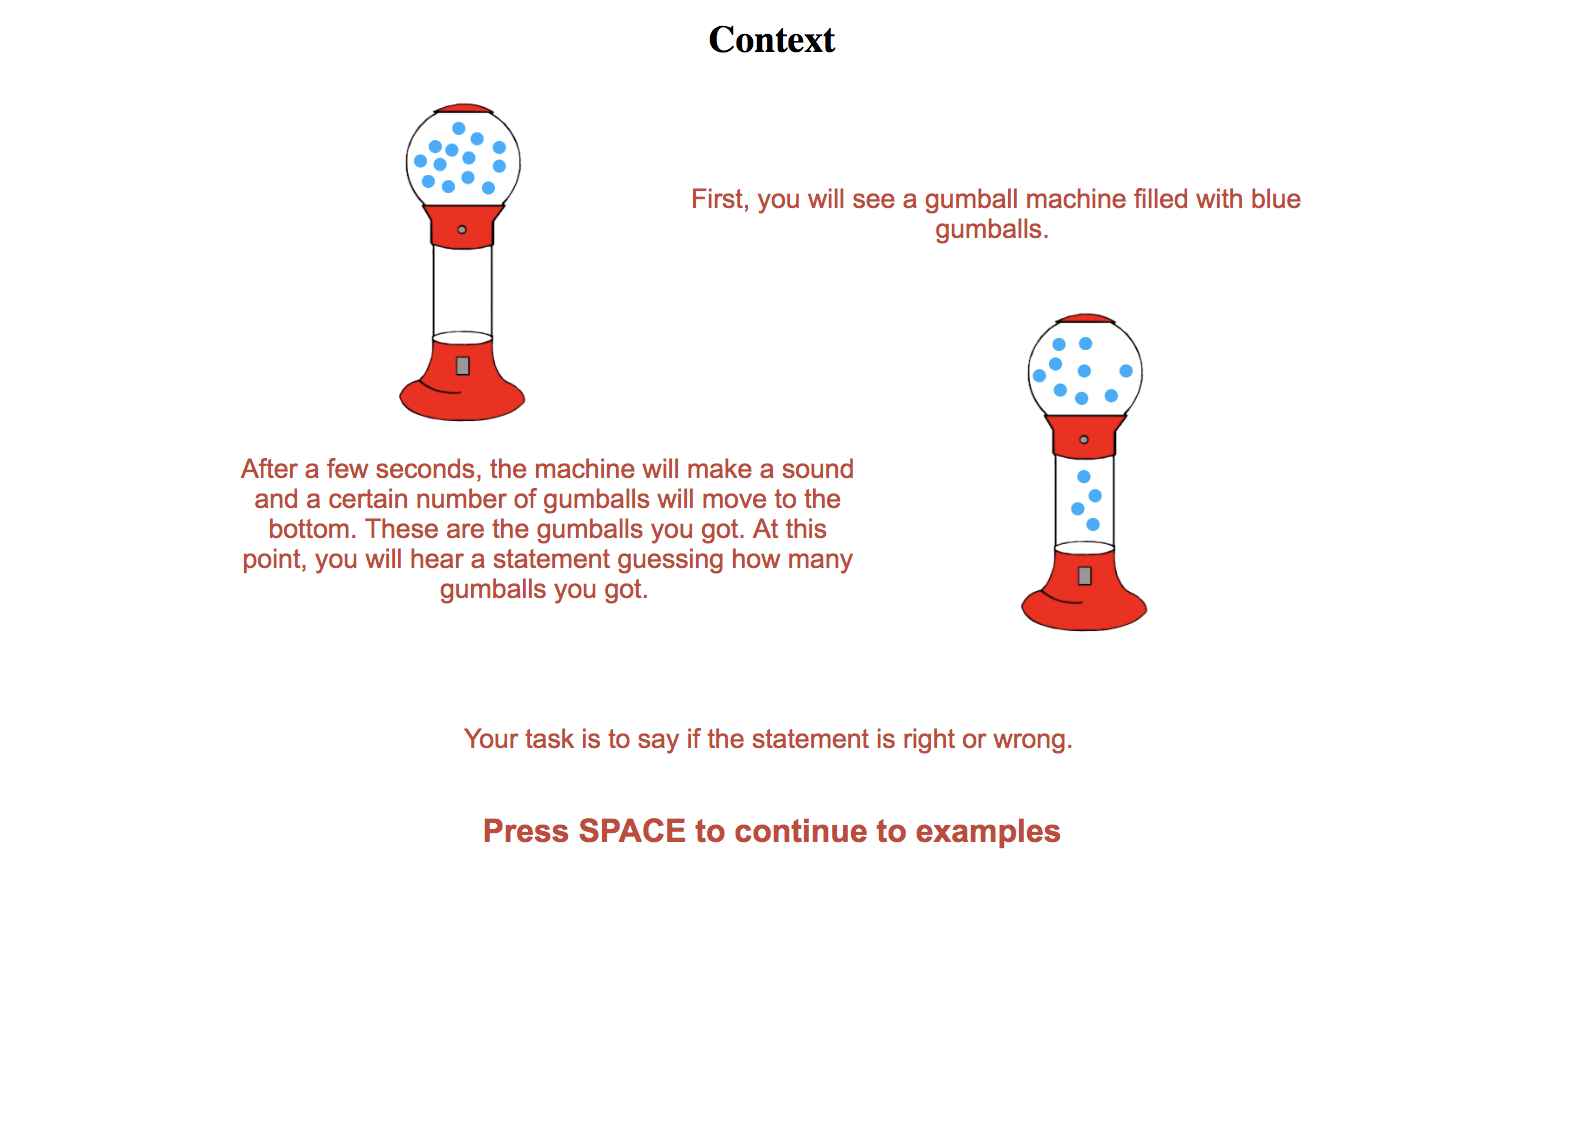 Context
First, you will see a gumball machine filled with blue
gumballs.
After a few seconds, the machine will make a sound
and a certain number of gumballs will move to the
bottom. These are the gumballs you got. At this
point, you will hear a statement guessing how many
gumballs you got.
Your task is to say if the statement is right or wrong.
Press SPACE to continue to examples